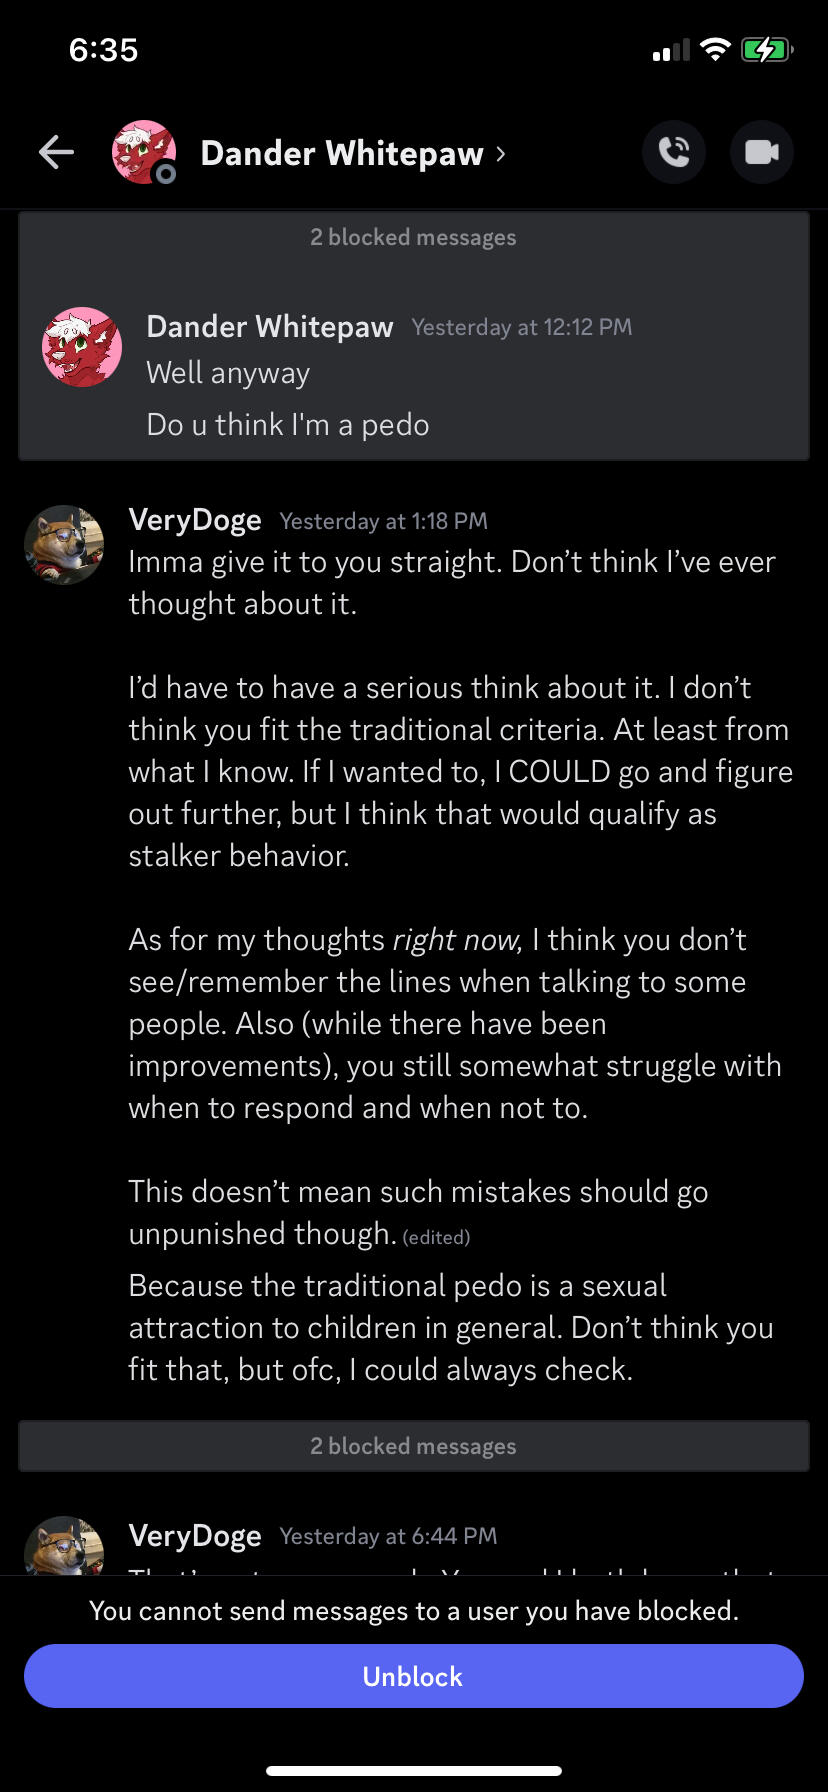 6:35
Dander Whitepaw
2 blocked messages
Dander Whitepaw Yesterday at 12:12 PM
Well anyway
Do u think I'm a pedo
VeryDoge Yesterday at 1:18 PM
Imma give it to you straight. Don’t think I’ve ever
thought about it.
I’d have to have a serious think about it. I don’t
think you fit the traditional criteria. At least from
what I know. If I wanted to, I COULD go and figure
out further, but I think that would qualify as
stalker behavior.
As for my thoughts right now, I think you don’t
see/remember the lines when talking to some
people. Also (while there have been
improvements), you still somewhat struggle with
when to respond and when not to.
This doesn’t mean such mistakes should go
unpunished though. (edited)
Because the traditional pedo is a sexual
attraction to children in general. Don’t think you
fit that, but ofc, I could always check.
2 blocked messages
VeryDoge Yesterday at 6:44 PM
You cannot send messages to a user you have blocked.
Unblock